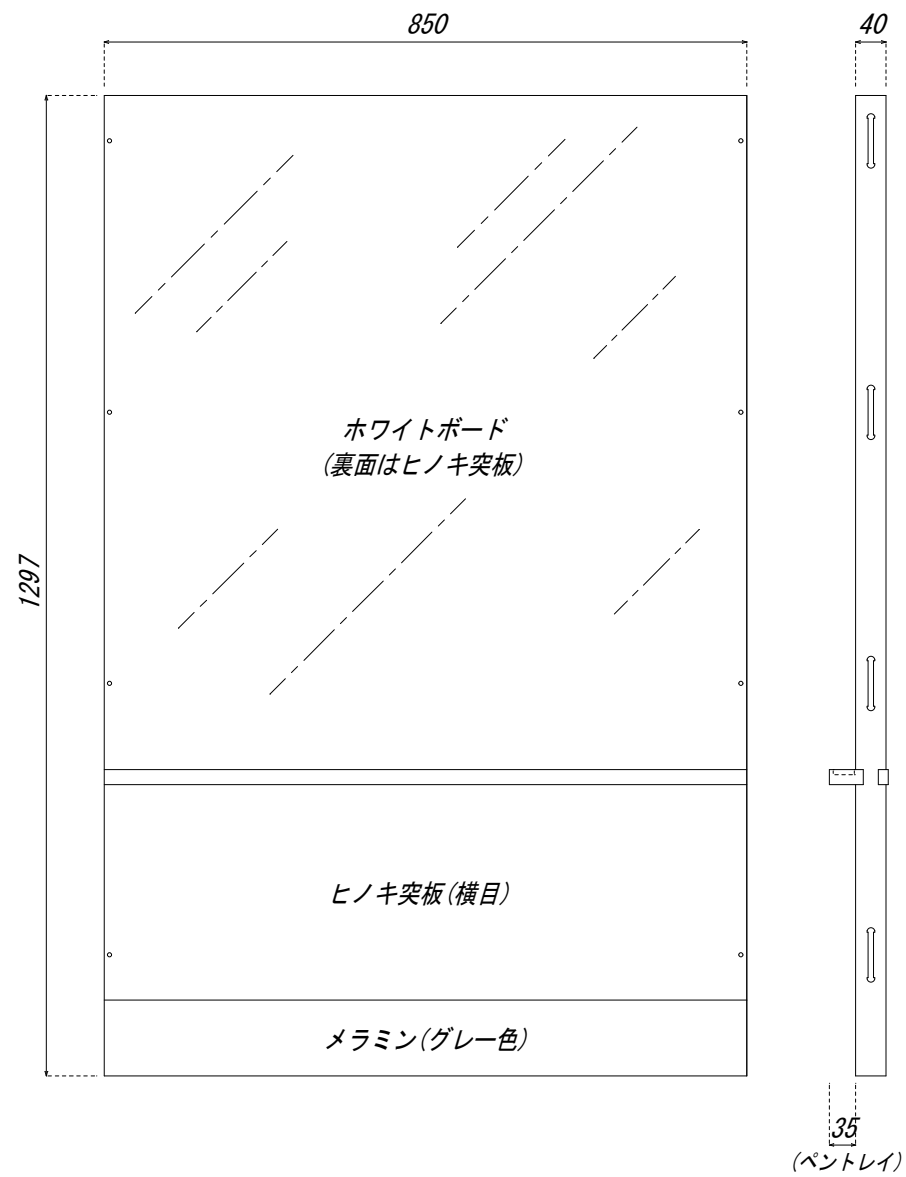 850
40
ホワイトボード
(裏面はヒノキ突板)
1297
ヒノキ突板(横目)
メラミン(グレー色)
35
(ペントレイ)